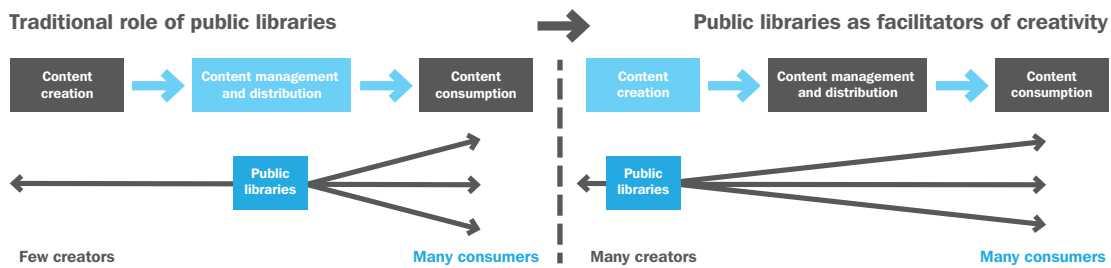 Traditional role of public libraries
Public libraries as facilitators of creativity
Content
creation
Content management
and distribution
Content
consumption
Content
creation
Content management
and distribution
Content
consumption
Public
libraries
Public
libraries
Few creators
Many consumers
Many creators
Many consumers